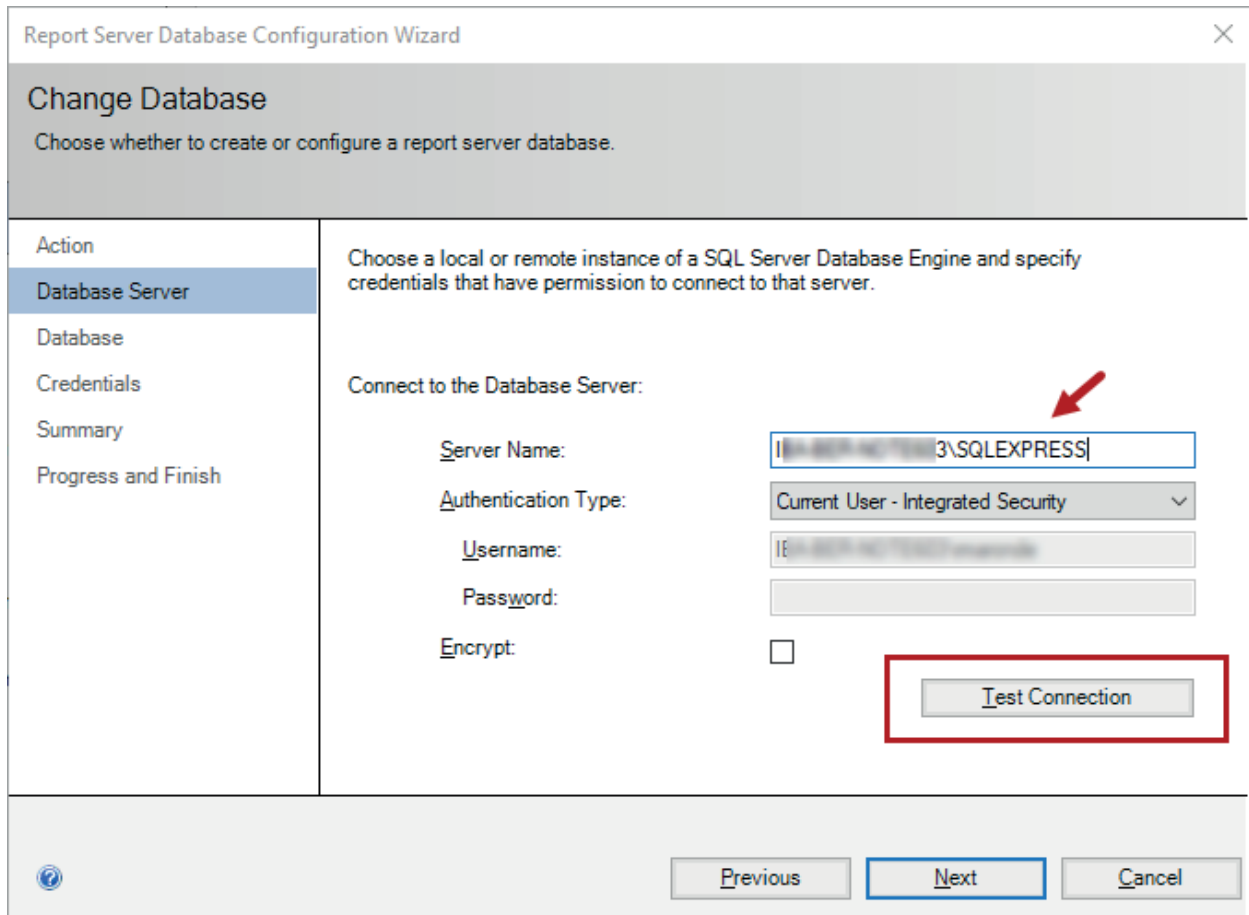 Report Server Database Configuration Wizard
Change Database
Choose whether to create or configure a report server database.
Action
Database Server
Database
Credentials
Summary
Progress and Finish
Choose a local or remote instance of a SQL Server Database Engine and specify
credentials that have permission to connect to that server.
Connect to the Database Server:
Server Name:
3\SQLEXPRESS
Authentication Type:
Current User - Integrated Security
Username:
Password:
Encrypt:
Test Connection
Previous
Next
Cancel